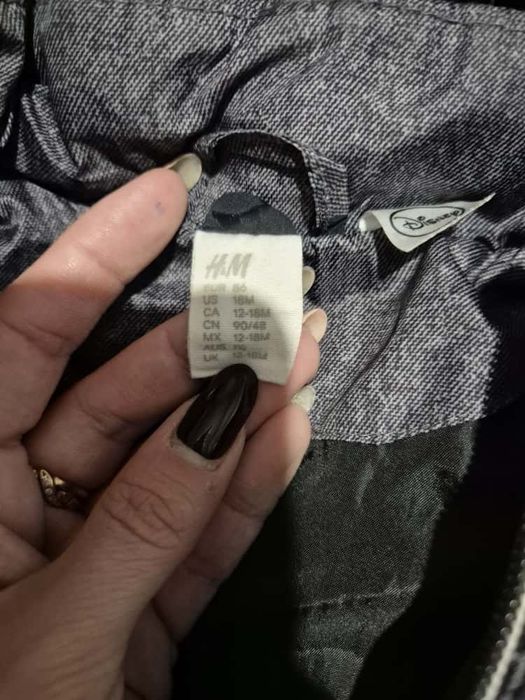 H&M
EUR 86
US 18M
CA 12-18M
CN 90/48
MX 12-18M
UK 12-18M
Disney